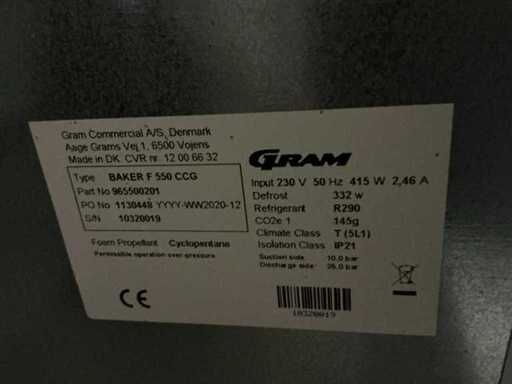 Gram Commercial A/S, Denmark
Aage Grams Vej 1, 6500 Vojens
Made in DK. CVR nr. 12 00 66 32
Type BAKER F 550 CCG
Part No 965500201
PO No 1130448 YYYY-WW2020-12
S/N 10320019
Foam Propellant Cyclopentane
Permissible operation over-pressure
GRAM
Input 230 V 50 Hz 415 W 2,46 A
Defrost 332 w
Refrigerant R290
CO2e 1 145g
Climate Class T (5L1)
Isolation Class IP21
Suction side: 10,0 bar
Discharge side: 25,0 bar
CE
10320019